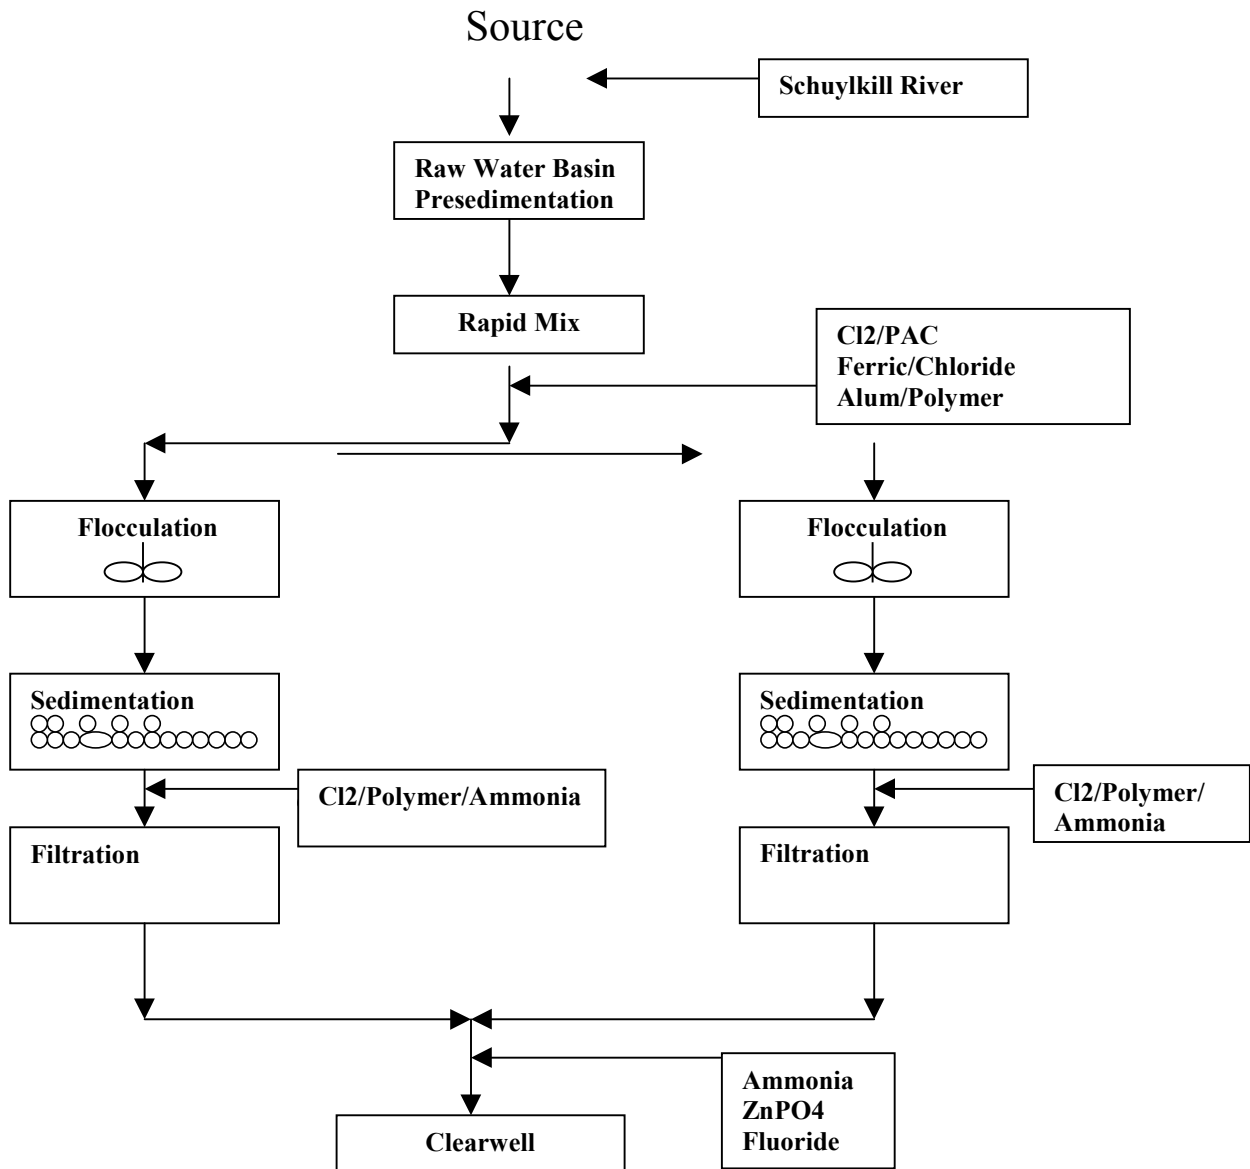 Source
Schuylkill River
Raw Water Basin
Presedimentation
Rapid Mix
Cl2/PAC
Ferric/Chloride
Alum/Polymer
Flocculation
Flocculation
Sedimentation
Sedimentation
Cl2/Polymer/Ammonia
Cl2/Polymer/
Ammonia
Filtration
Filtration
Ammonia
ZnPO4
Fluoride
Clearwell